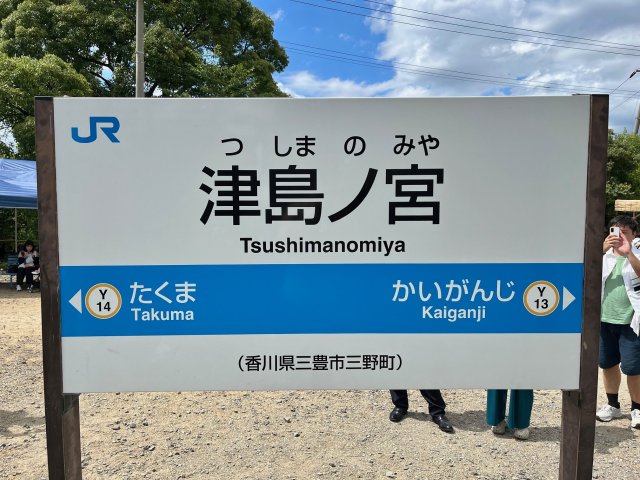 JR
つしまのみや
津島ノ宮
Tsushimanomiya
Y
14
たくま
Takuma
かいがんじ
Kaiganji
Y
13
(香川県三豊市三野町)